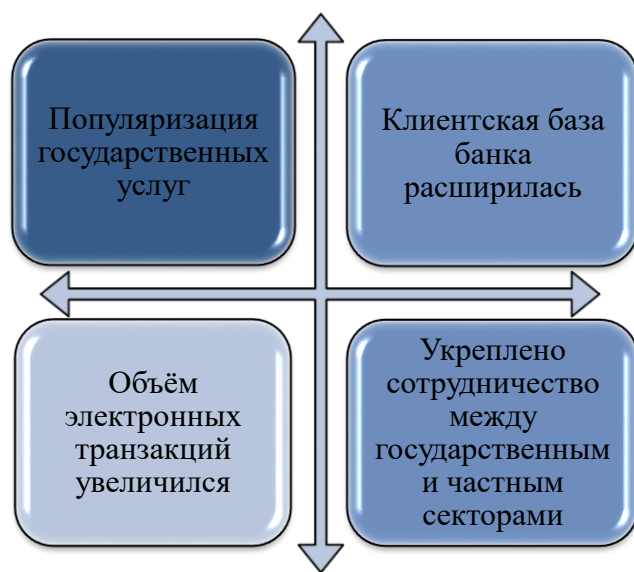 Популяризация
государственных
услуг
Клиентская база
банка
расширилась
Объём
электронных
транзакций
увеличился
Укреплено
сотрудничество
между
государственным
и частным
секторами